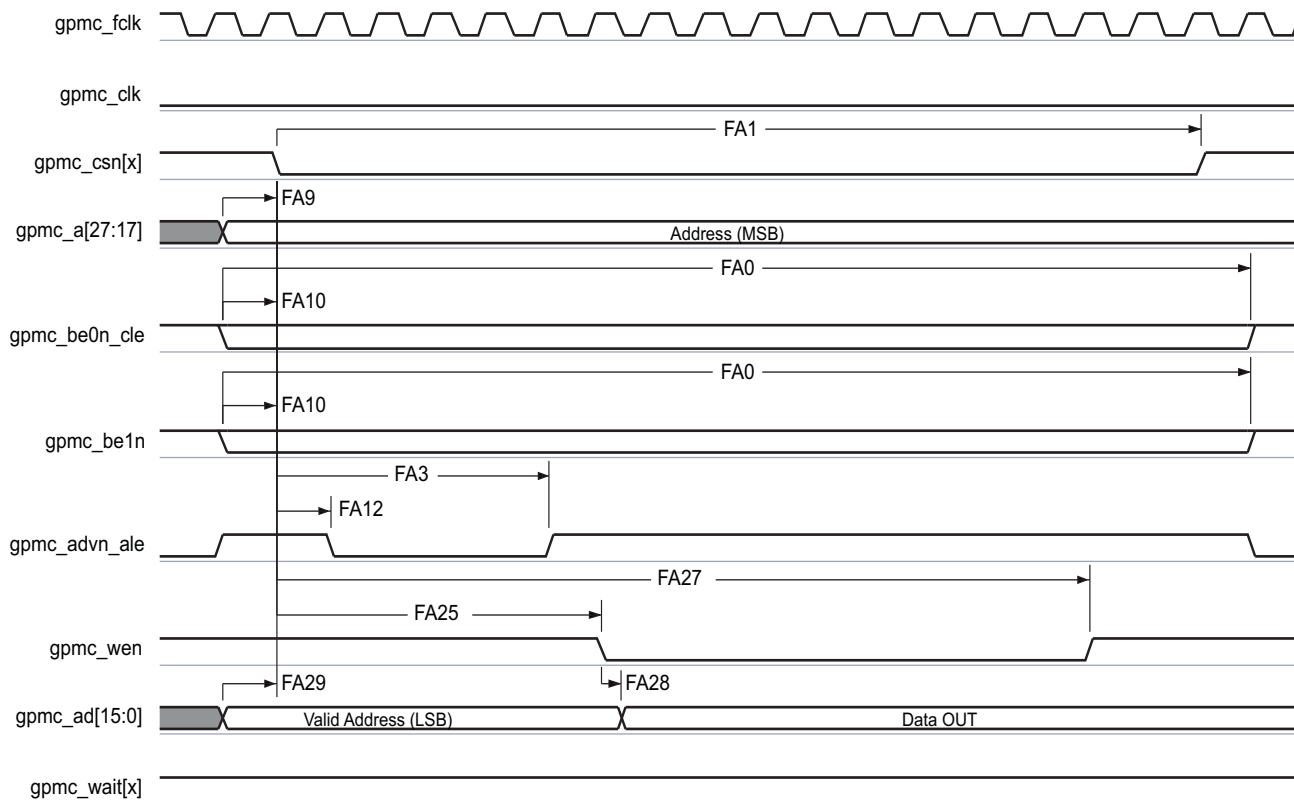 gpmc_fclk
gpmc_clk
FA1
gpmc_csn[x]
FA9
gpmc_a[27:17]
Address (MSB)
FA0
FA10
gpmc_be0n_cle
FA0
FA10
gpmc_be1n
FA3
FA12
gpmc_advn_ale
FA27
FA25
gpmc_wen
FA29
FA28
gpmc_ad[15:0]
Valid Address (LSB)
Data OUT
gpmc_wait[x]